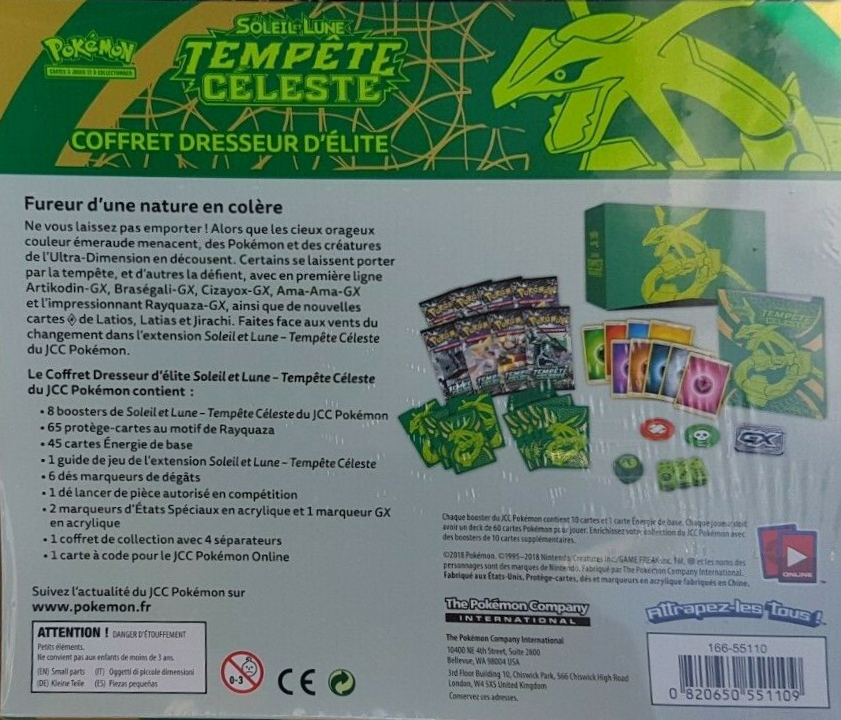 POKÉMON
CARTES À JOUER ET À COLLECTIONNER
SOLEIL & LUNE
TEMPÊTE
CÉLESTE
COFFRET DRESSEUR D'ÉLITE
Fureur d'une nature en colère
Ne vous laissez pas emporter ! Alors que les cieux orageux
couleur émeraude menacent, des Pokémon et des créatures
de l'Ultra-Dimension en décousent. Certains se laissent porter
par la tempête, et d'autres la défient, avec en première ligne
Artikodin-GX, Braségali-GX, Cizayox-GX, Ama-Ama-GX
et l'impressionnant Rayquaza-GX, ainsi que de nouvelles
cartes ◈ de Latios, Latias et Jirachi. Faites face aux vents du
changement dans l'extension Soleil et Lune – Tempête Céleste
du JCC Pokémon.
Le Coffret Dresseur d'élite Soleil et Lune – Tempête Céleste
du JCC Pokémon contient :
• 8 boosters de Soleil et Lune – Tempête Céleste du JCC Pokémon
• 65 protège-cartes au motif de Rayquaza
• 45 cartes Énergie de base
• 1 guide de jeu de l'extension Soleil et Lune – Tempête Céleste
• 6 dés marqueurs de dégâts
• 1 dé lancer de pièce autorisé en compétition
• 2 marqueurs d'États Spéciaux en acrylique et 1 marqueur GX
en acrylique
• 1 coffret de collection avec 4 séparateurs
• 1 carte à code pour le JCC Pokémon Online
Suivez l'actualité du JCC Pokémon sur
www.pokemon.fr
ATTENTION ! DANGER D'ÉTOUFFEMENT
Petits éléments.
Ne convient pas aux enfants de moins de 3 ans.
(EN) Small parts (IT) Oggetti di piccole dimensioni
(DE) Kleine Teile (ES) Piezas pequeñas
0-3
CE
TEMPÊTE
CÉLESTE
GX
Chaque booster du JCC Pokémon contient 10 cartes et 1 carte Énergie de base. Chaque joueur doit
avoir un deck de 60 cartes Pokémon pour jouer. Enrichissez votre collection du JCC Pokémon avec
des boosters de 10 cartes supplémentaires.
©2018 Pokémon. ©1995–2018 Nintendo/Creatures Inc./GAME FREAK inc. TM, ® et les noms des
personnages sont des marques de Nintendo. Fabriqué par The Pokémon Company International.
Fabriqué aux États-Unis. Protège-cartes, dés et marqueurs en acrylique fabriqués en Chine.
ONLINE
The Pokémon Company
INTERNATIONAL
Attrapez-les Tous !
The Pokémon Company International
10400 NE 4th Street, Suite 2800
Bellevue, WA 98004 USA
3rd Floor Building 10, Chiswick Park, 566 Chiswick High Road
London, W4 5XS United Kingdom
Conservez ces adresses.
166-55110
0 820650 551109